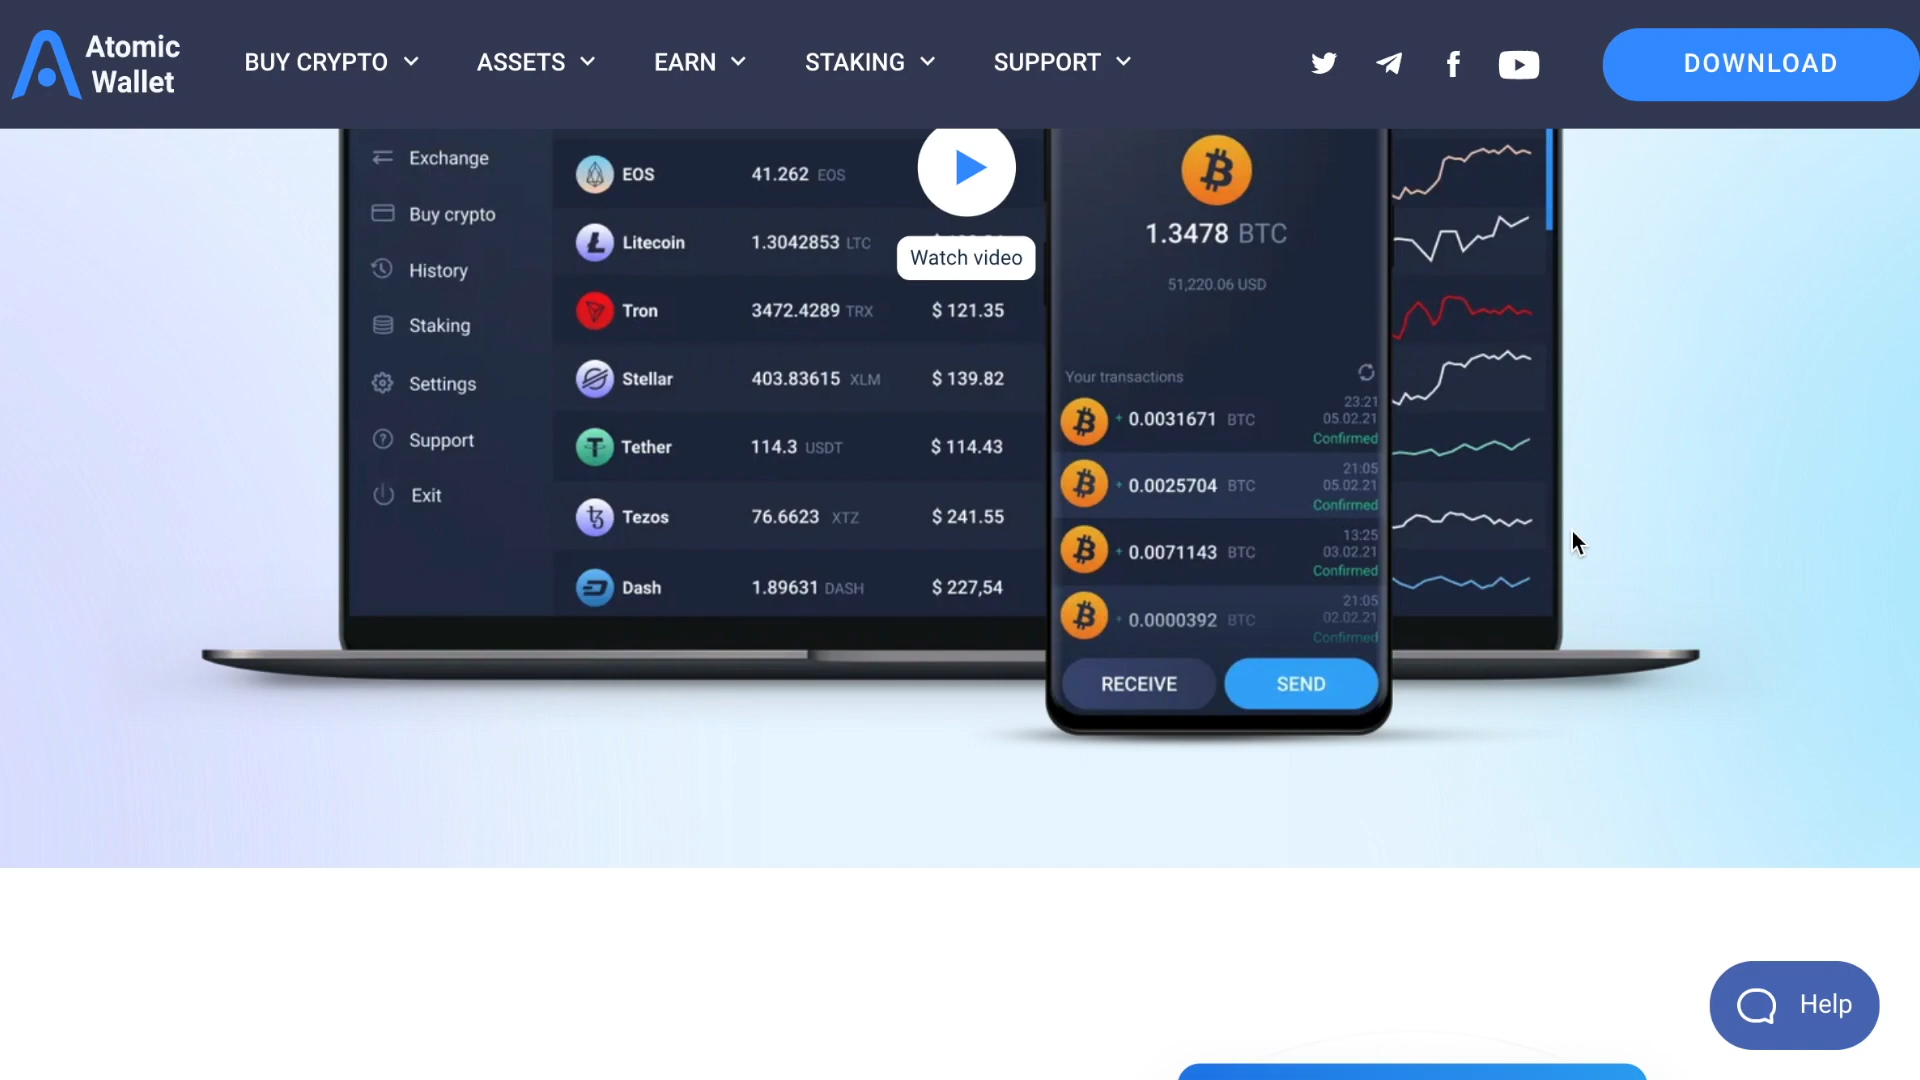 Atomic
Wallet
BUY CRYPTO
ASSETS
EARN
STAKING
SUPPORT
DOWNLOAD
Exchange
Buy crypto
History
Staking
Settings
Support
Exit
EOS 41.262 EOS
Litecoin 1.3042853 LTC
Tron 3472.4289 TRX $ 121.35
Stellar 403.83615 XLM $ 139.82
Tether 114.3 USDT $ 114.43
Tezos 76.6623 XTZ $ 241.55
Dash 1.89631 DASH $ 227,54
Watch video
1.3478 BTC
51,220.06 USD
Your transactions
23:21
+ 0.0031671 BTC 05.02.21
Confirmed
21:05
+ 0.0025704 BTC 05.02.21
Confirmed
13:25
+ 0.0071143 BTC 03.02.21
Confirmed
21:05
+ 0.0000392 BTC 02.02.21
Confirmed
RECEIVE
SEND
Help